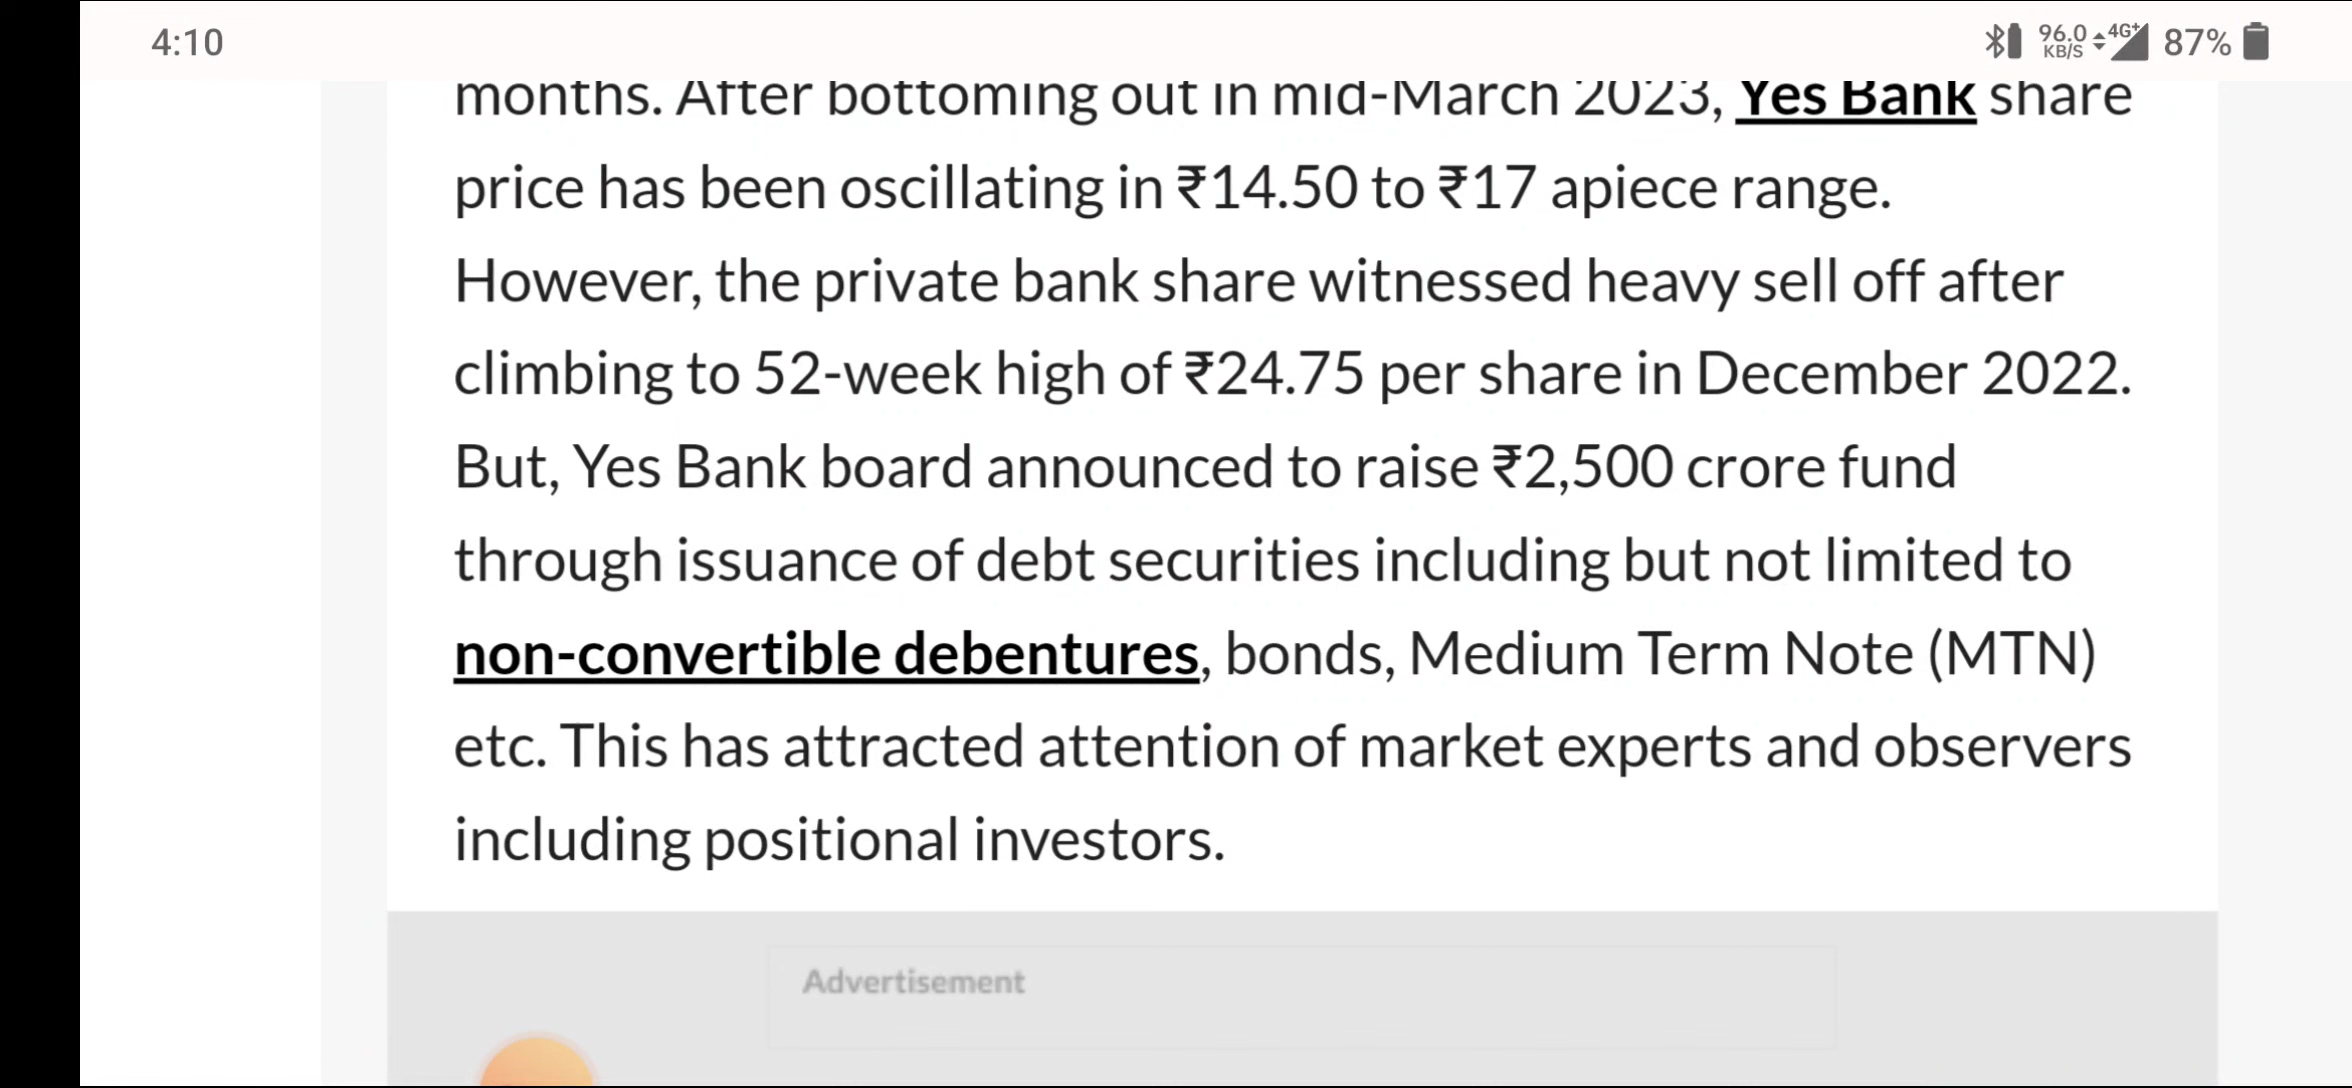 4:10
96.0 KB/S 4G+ 87%
months. After bottoming out in mid-March 2023, Yes Bank share
price has been oscillating in ₹14.50 to ₹17 apiece range.
However, the private bank share witnessed heavy sell off after
climbing to 52-week high of ₹24.75 per share in December 2022.
But, Yes Bank board announced to raise ₹2,500 crore fund
through issuance of debt securities including but not limited to
non-convertible debentures, bonds, Medium Term Note (MTN)
etc. This has attracted attention of market experts and observers
including positional investors.
Advertisement